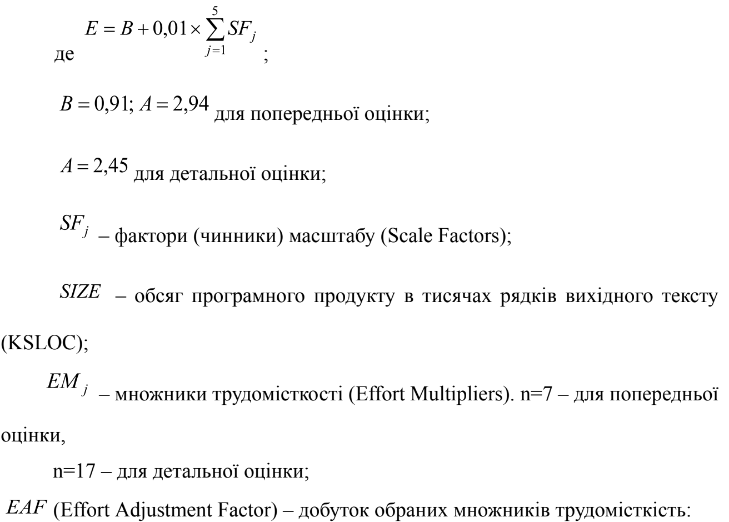 де E = B + 0,01 × ∑_{j=1}^{5} SF_j ;
B = 0,91; A = 2,94 для попередньої оцінки;
A = 2,45 для детальної оцінки;
SF_j – фактори (чинники) масштабу (Scale Factors);
SIZE – обсяг програмного продукту в тисячах рядків вихідного тексту
(KSLOC);
EM_j – множники трудомісткості (Effort Multipliers). n=7 – для попередньої
оцінки,
n=17 – для детальної оцінки;
EAF (Effort Adjustment Factor) – добуток обраних множників трудомісткість: